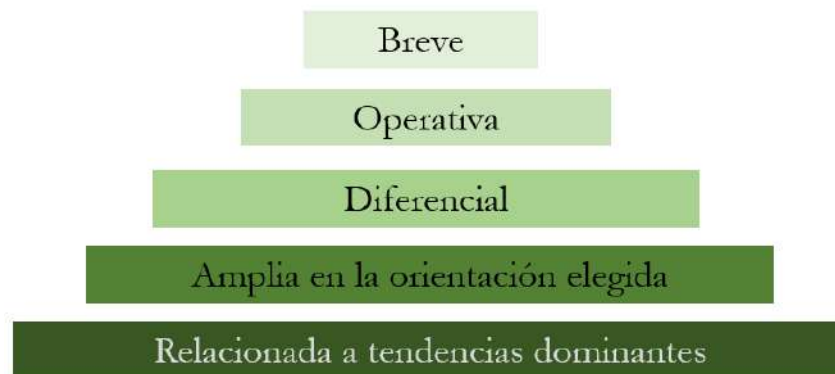 Breve
Operativa
Diferencial
Amplia en la orientación elegida
Relacionada a tendencias dominantes